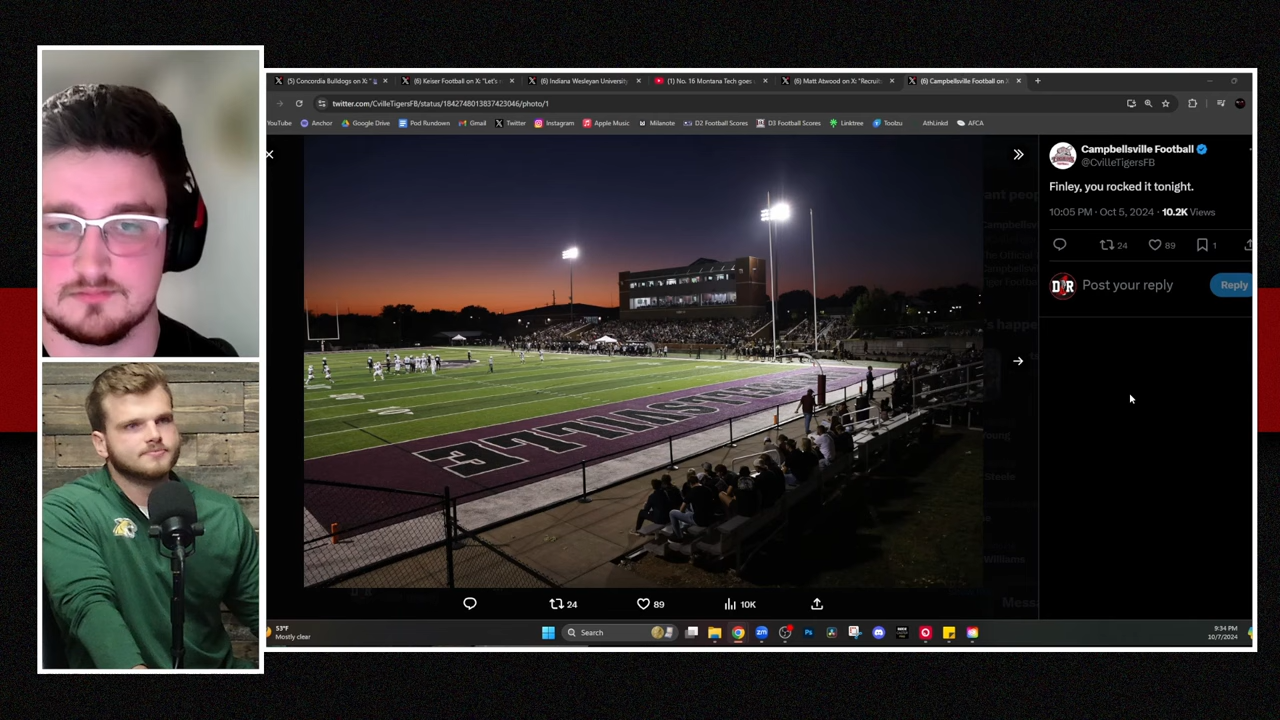 (5) Concordia Bulldogs on X: "
(6) Keiser Football on X: "Let's
(6) Indiana Wesleyan University
(1) No. 16 Montana Tech goes
(6) Matt Atwood on X: "Recruit
(6) Campbellsville Football on X
twitter.com/CvilleTigersFB/status/1842748013837423046/photo/1
YouTube
Anchor
Google Drive
Pod Rundown
Gmail
Twitter
Instagram
Apple Music
Milanote
D2 Football Scores
D3 Football Scores
Linktree
Toolzu
AthLinkd
AFCA
Campbellsville Football
@CvilleTigersFB
Finley, you rocked it tonight.
10:05 PM · Oct 5, 2024 · 10.2K Views
24
89
1
DR
Post your reply
Reply
Young
Steele
Williams
24
89
10K
53°F
Mostly clear
Search
9:34 PM
10/7/2024